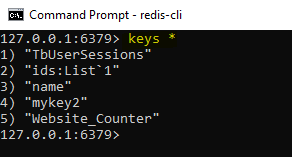 Command Prompt - redis-cli
127.0.0.1:6379> keys *
1) "TbUserSessions"
2) "ids:List`1"
3) "name"
4) "mykey2"
5) "Website_Counter"
127.0.0.1:6379>